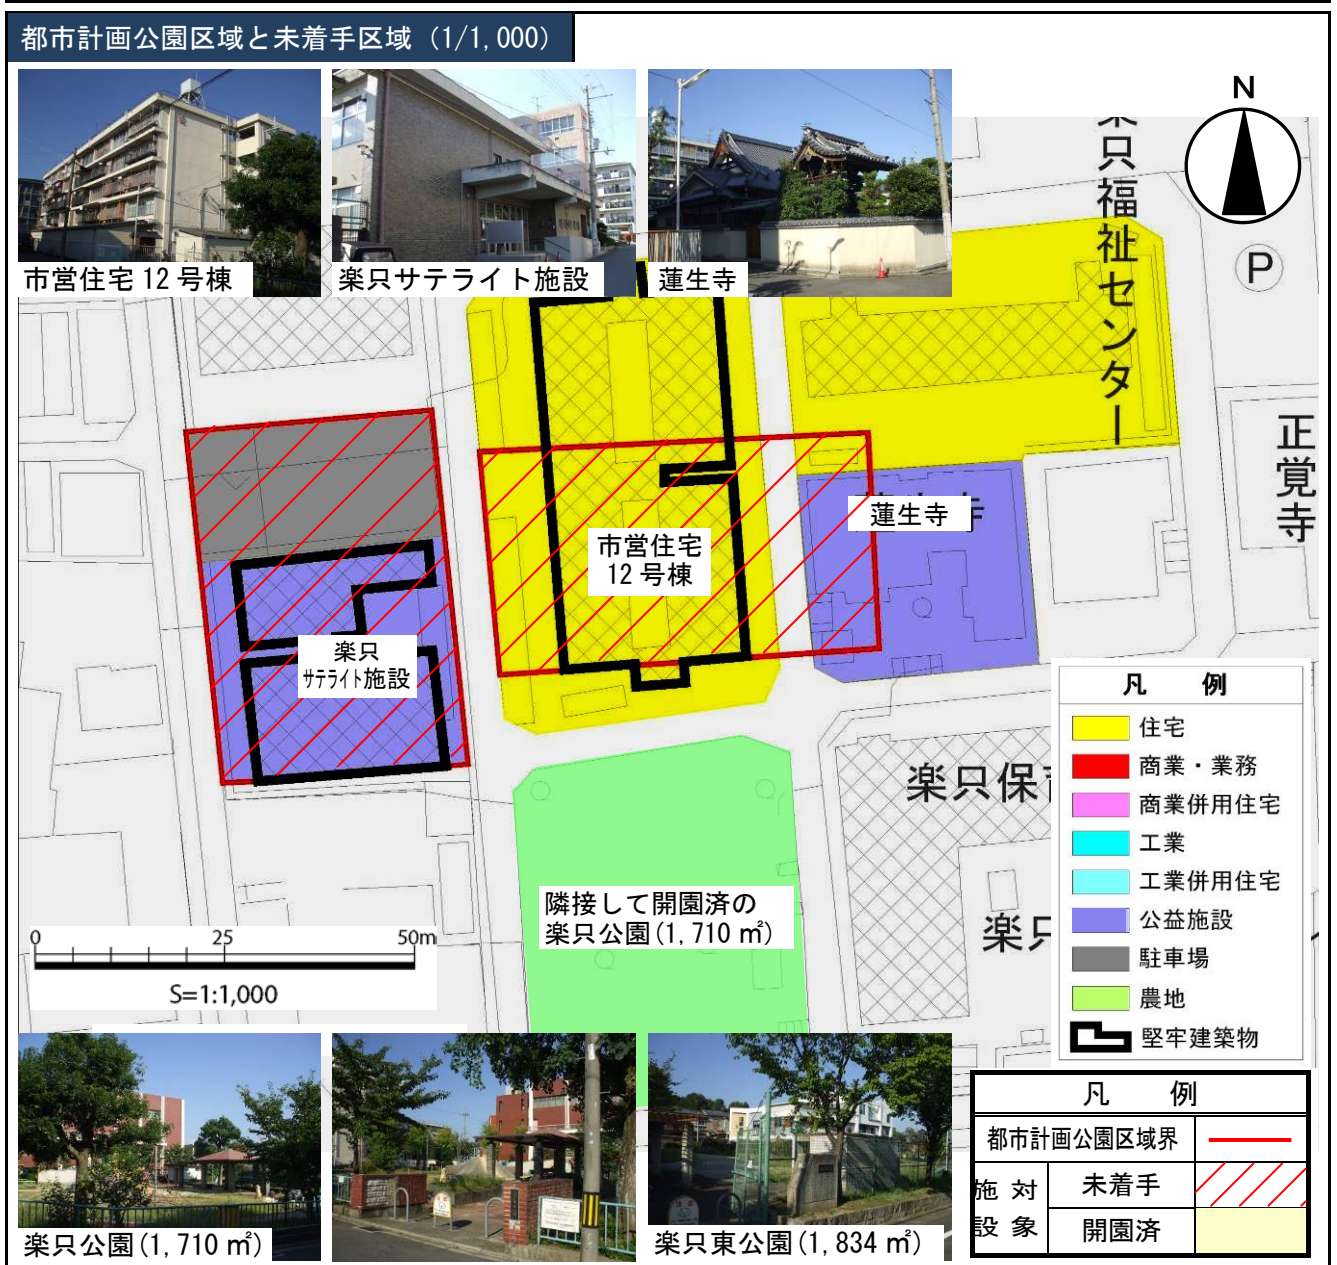 都市計画公園区域と未着手区域（1/1,000）
市営住宅 12 号棟
楽只サテライト施設
蓮生寺
N
楽只福祉センター
P
正覚寺
蓮生寺
市営住宅
12 号棟
楽只
サテライト施設
凡 例
住宅
商業・業務
商業併用住宅
工業
工業併用住宅
公益施設
駐車場
農地
堅牢建築物
楽只保
隣接して開園済の
楽只公園(1,710 ㎡)
楽只
0 25 50m
S=1:1,000
凡 例
都市計画公園区域界
施設 対象
未着手
開園済
楽只公園(1,710 ㎡)
楽只東公園(1,834 ㎡)